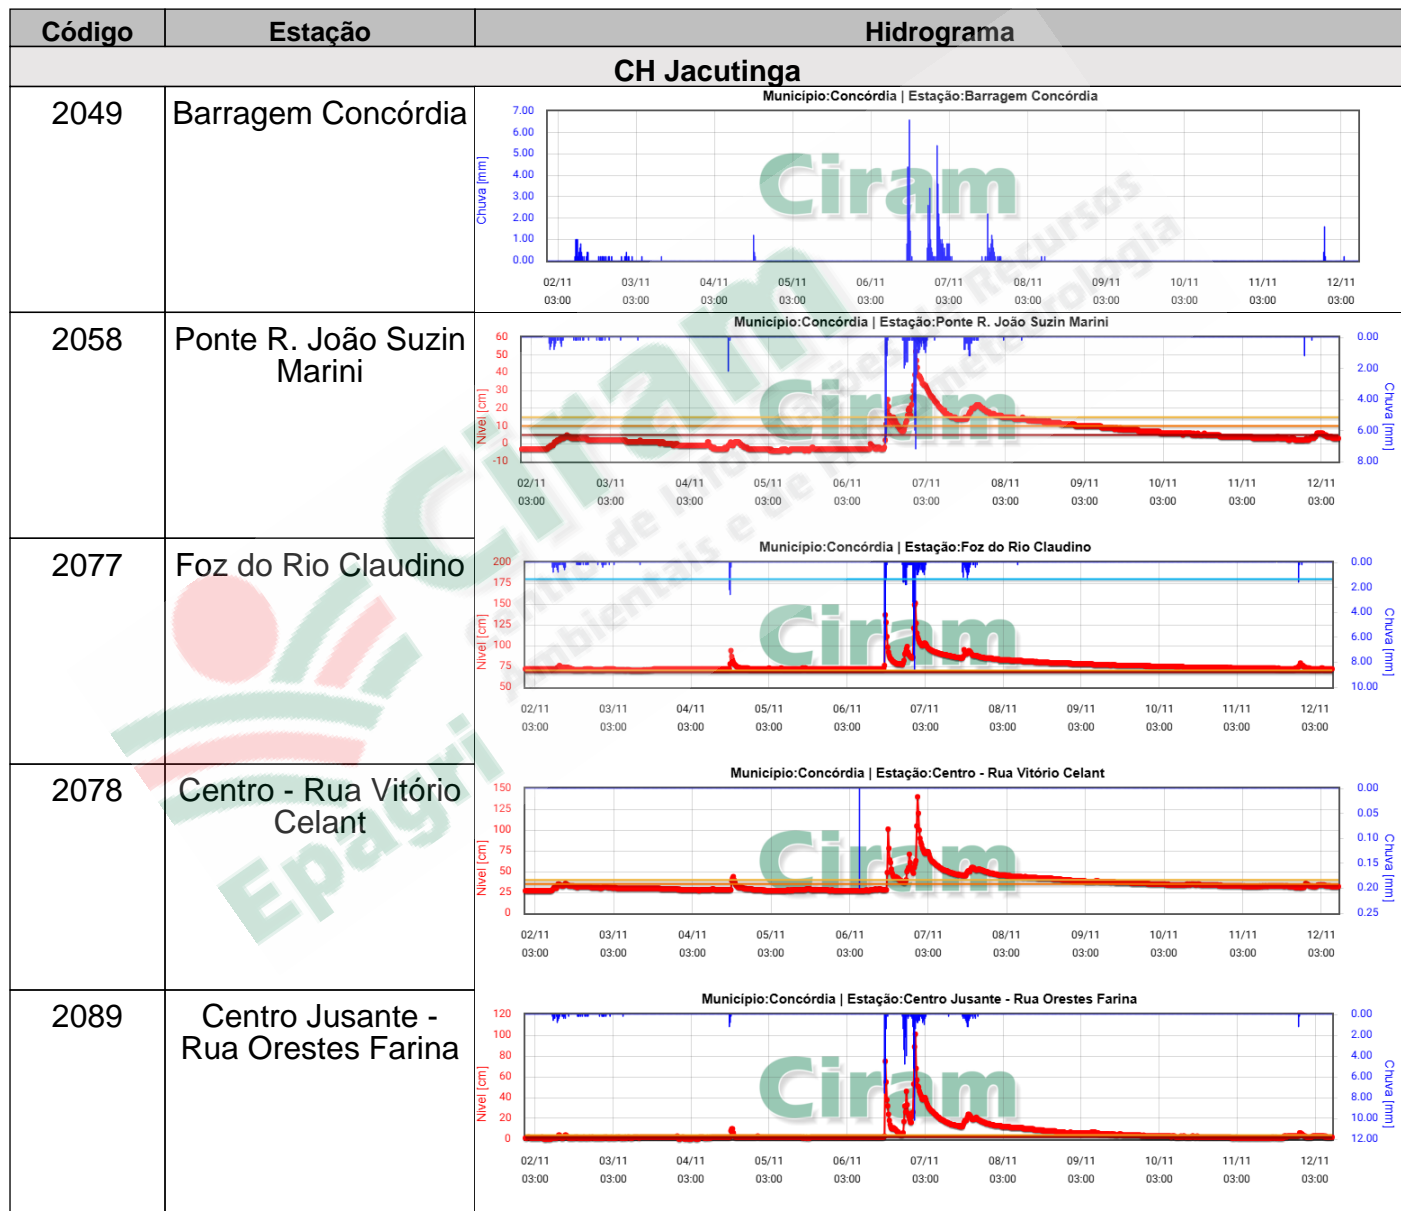 Código Estação Hidrograma
CH Jacutinga
2049 Barragem Concórdia
Município:Concórdia | Estação:Barragem Concórdia
Chuva [mm]
7.00
6.00
5.00
4.00
3.00
2.00
1.00
0.00
02/11 03/11 04/11 05/11 06/11 07/11 08/11 09/11 10/11 11/11 12/11
03:00 03:00 03:00 03:00 03:00 03:00 03:00 03:00 03:00 03:00 03:00
2058 Ponte R. João Suzin
Marini
Município:Concórdia | Estação:Ponte R. João Suzin Marini
Nível [cm]
60 0.00
50
40 2.00
30
20 4.00
10
0 6.00
-10 8.00
Chuva [mm]
02/11 03/11 04/11 05/11 06/11 07/11 08/11 09/11 10/11 11/11 12/11
03:00 03:00 03:00 03:00 03:00 03:00 03:00 03:00 03:00 03:00 03:00
2077 Foz do Rio Claudino
Município:Concórdia | Estação:Foz do Rio Claudino
Nível [cm]
200 0.00
175 2.00
150 4.00
125
100 6.00
75 8.00
50 10.00
Chuva [mm]
02/11 03/11 04/11 05/11 06/11 07/11 08/11 09/11 10/11 11/11 12/11
03:00 03:00 03:00 03:00 03:00 03:00 03:00 03:00 03:00 03:00 03:00
2078 Centro - Rua Vitório
Celant
Município:Concórdia | Estação:Centro - Rua Vitório Celant
Nível [cm]
150 0.00
125 0.05
100 0.10
75
50 0.15
25 0.20
0 0.25
Chuva [mm]
02/11 03/11 04/11 05/11 06/11 07/11 08/11 09/11 10/11 11/11 12/11
03:00 03:00 03:00 03:00 03:00 03:00 03:00 03:00 03:00 03:00 03:00
2089 Centro Jusante -
Rua Orestes Farina
Município:Concórdia | Estação:Centro Jusante - Rua Orestes Farina
Nível [cm]
120 0.00
100 2.00
80 4.00
60 6.00
40 8.00
20 10.00
0 12.00
Chuva [mm]
02/11 03/11 04/11 05/11 06/11 07/11 08/11 09/11 10/11 11/11 12/11
03:00 03:00 03:00 03:00 03:00 03:00 03:00 03:00 03:00 03:00 03:00
Ciram
Ciram
Ciram
Ciram
Ciram
Epagri
Ciram
Centro de Informações de Recursos
Ambientais e de Hidrometeorologia